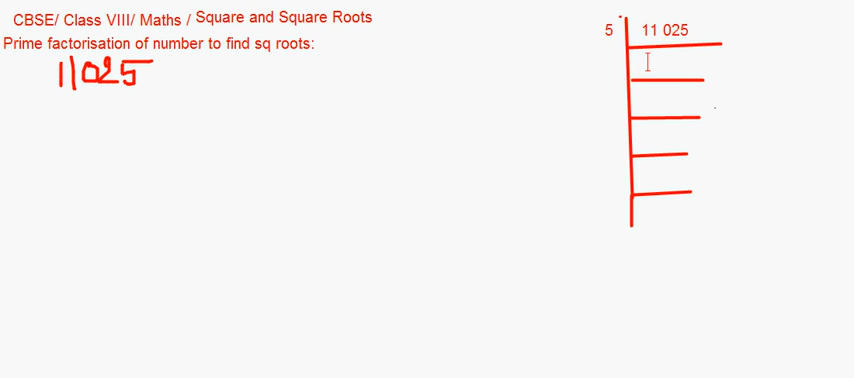 CBSE/ Class VIII/ Maths / Square and Square Roots
Prime factorisation of number to find sq roots:
11025
5 11 025